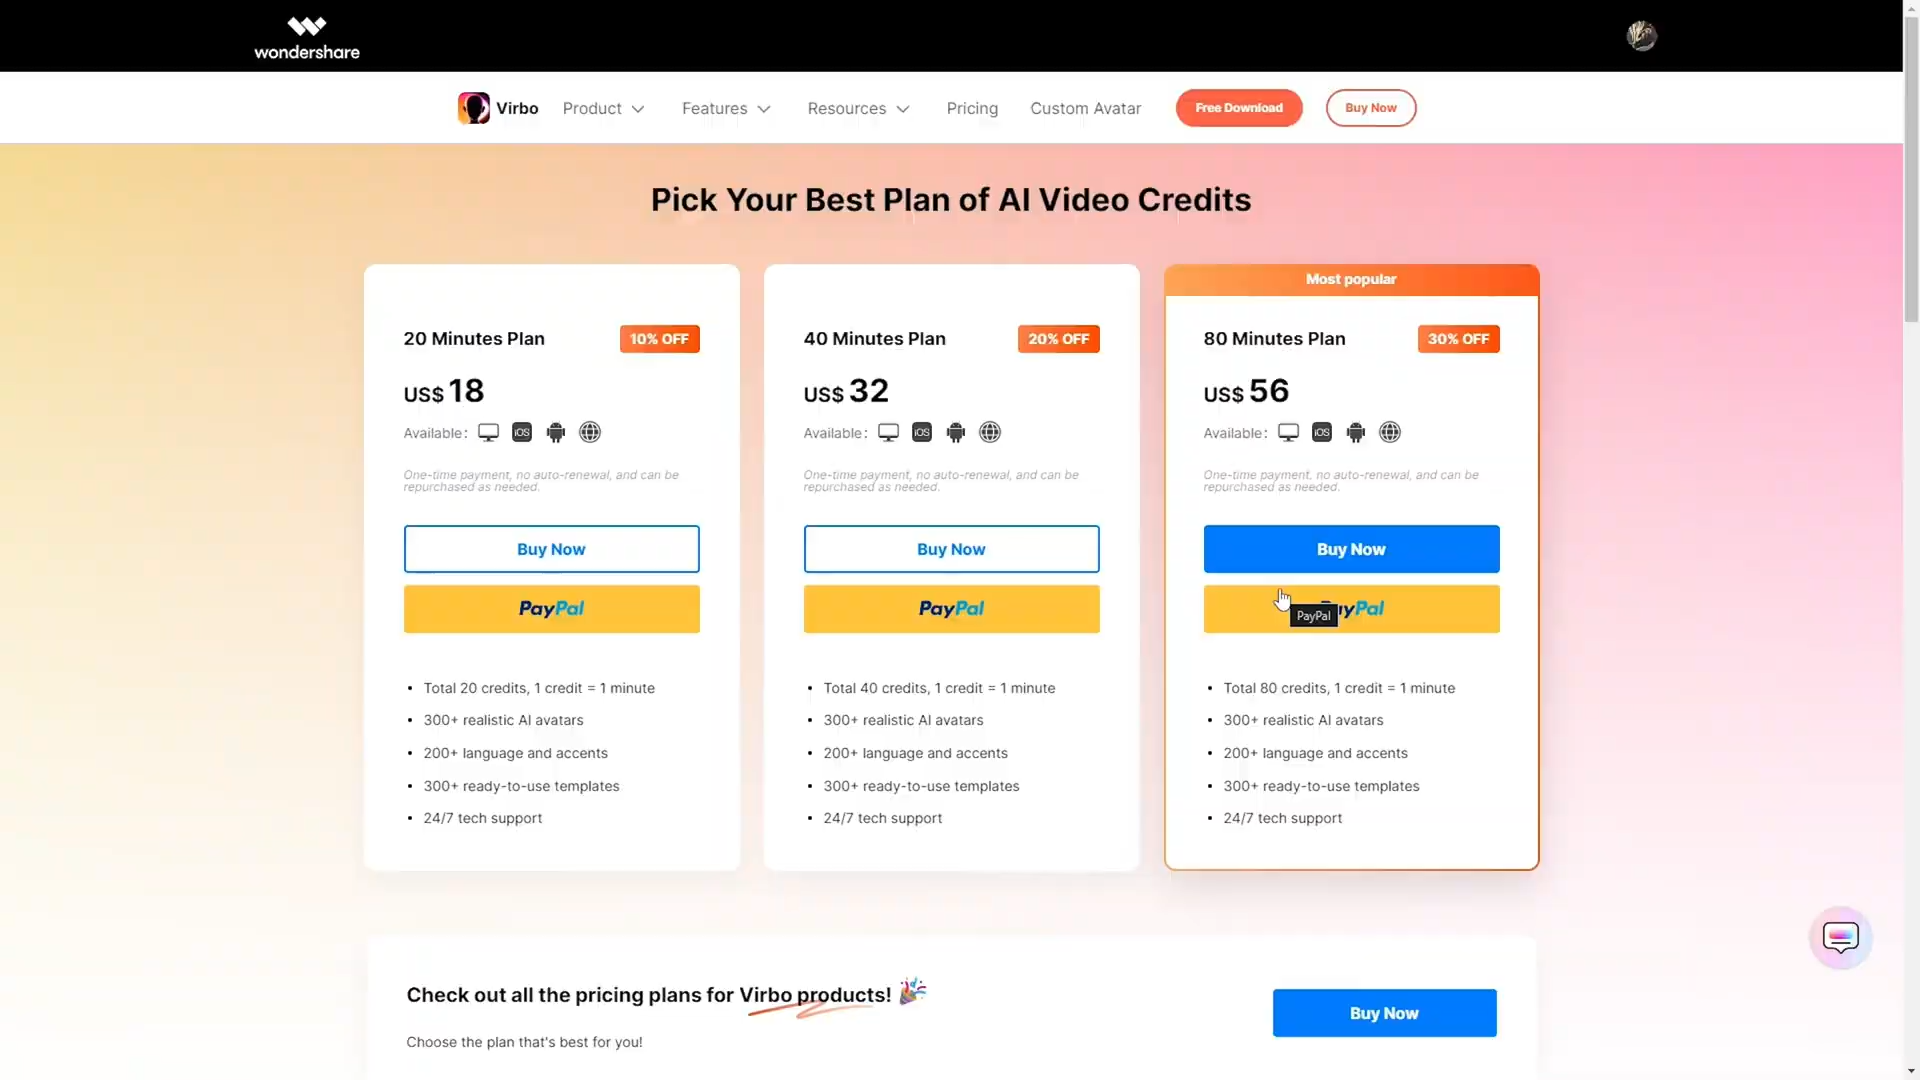 wondershare
Virbo Product Features Resources Pricing Custom Avatar Free Download Buy Now
Pick Your Best Plan of AI Video Credits
20 Minutes Plan 10% OFF
US$ 18
Available: iOS
One-time payment, no auto-renewal, and can be
repurchased as needed.
Buy Now
PayPal
• Total 20 credits, 1 credit = 1 minute
• 300+ realistic AI avatars
• 200+ language and accents
• 300+ ready-to-use templates
• 24/7 tech support
40 Minutes Plan 20% OFF
US$ 32
Available: iOS
One-time payment, no auto-renewal, and can be
repurchased as needed.
Buy Now
PayPal
• Total 40 credits, 1 credit = 1 minute
• 300+ realistic AI avatars
• 200+ language and accents
• 300+ ready-to-use templates
• 24/7 tech support
Most popular
80 Minutes Plan 30% OFF
US$ 56
Available: iOS
One-time payment, no auto-renewal, and can be
repurchased as needed.
Buy Now
PayPal
PayPal
• Total 80 credits, 1 credit = 1 minute
• 300+ realistic AI avatars
• 200+ language and accents
• 300+ ready-to-use templates
• 24/7 tech support
Check out all the pricing plans for Virbo products! 🎉
Choose the plan that's best for you!
Buy Now